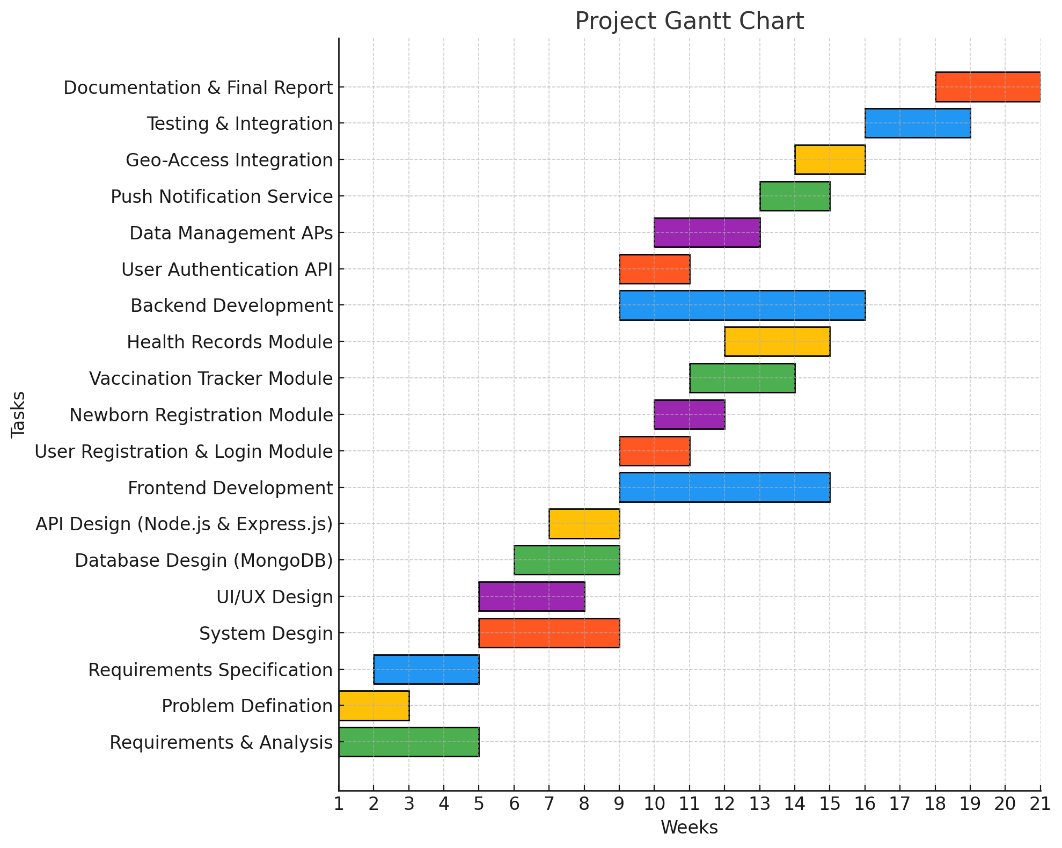 Project Gantt Chart
Documentation & Final Report
Testing & Integration
Geo-Access Integration
Push Notification Service
Data Management APs
User Authentication API
Backend Development
Health Records Module
Vaccination Tracker Module
Newborn Registration Module
User Registration & Login Module
Frontend Development
API Design (Node.js & Express.js)
Database Desgin (MongoDB)
UI/UX Design
System Desgin
Requirements Specification
Problem Defination
Requirements & Analysis
Tasks
1 2 3 4 5 6 7 8 9 10 11 12 13 14 15 16 17 18 19 20 21
Weeks